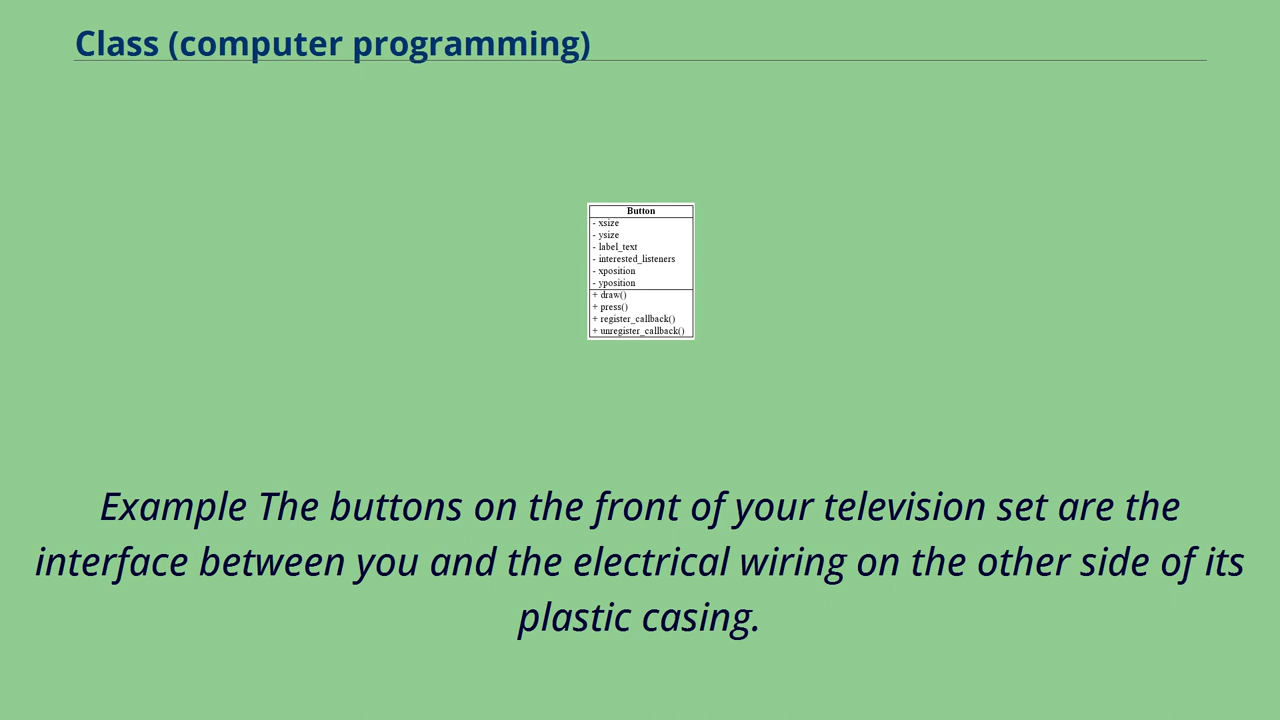 Class (computer programming)
Button
- xsize
- ysize
- label_text
- interested_listeners
- xposition
- yposition
+ draw()
+ press()
+ register_callback()
+ unregister_callback()
Example The buttons on the front of your television set are the
interface between you and the electrical wiring on the other side of its
plastic casing.